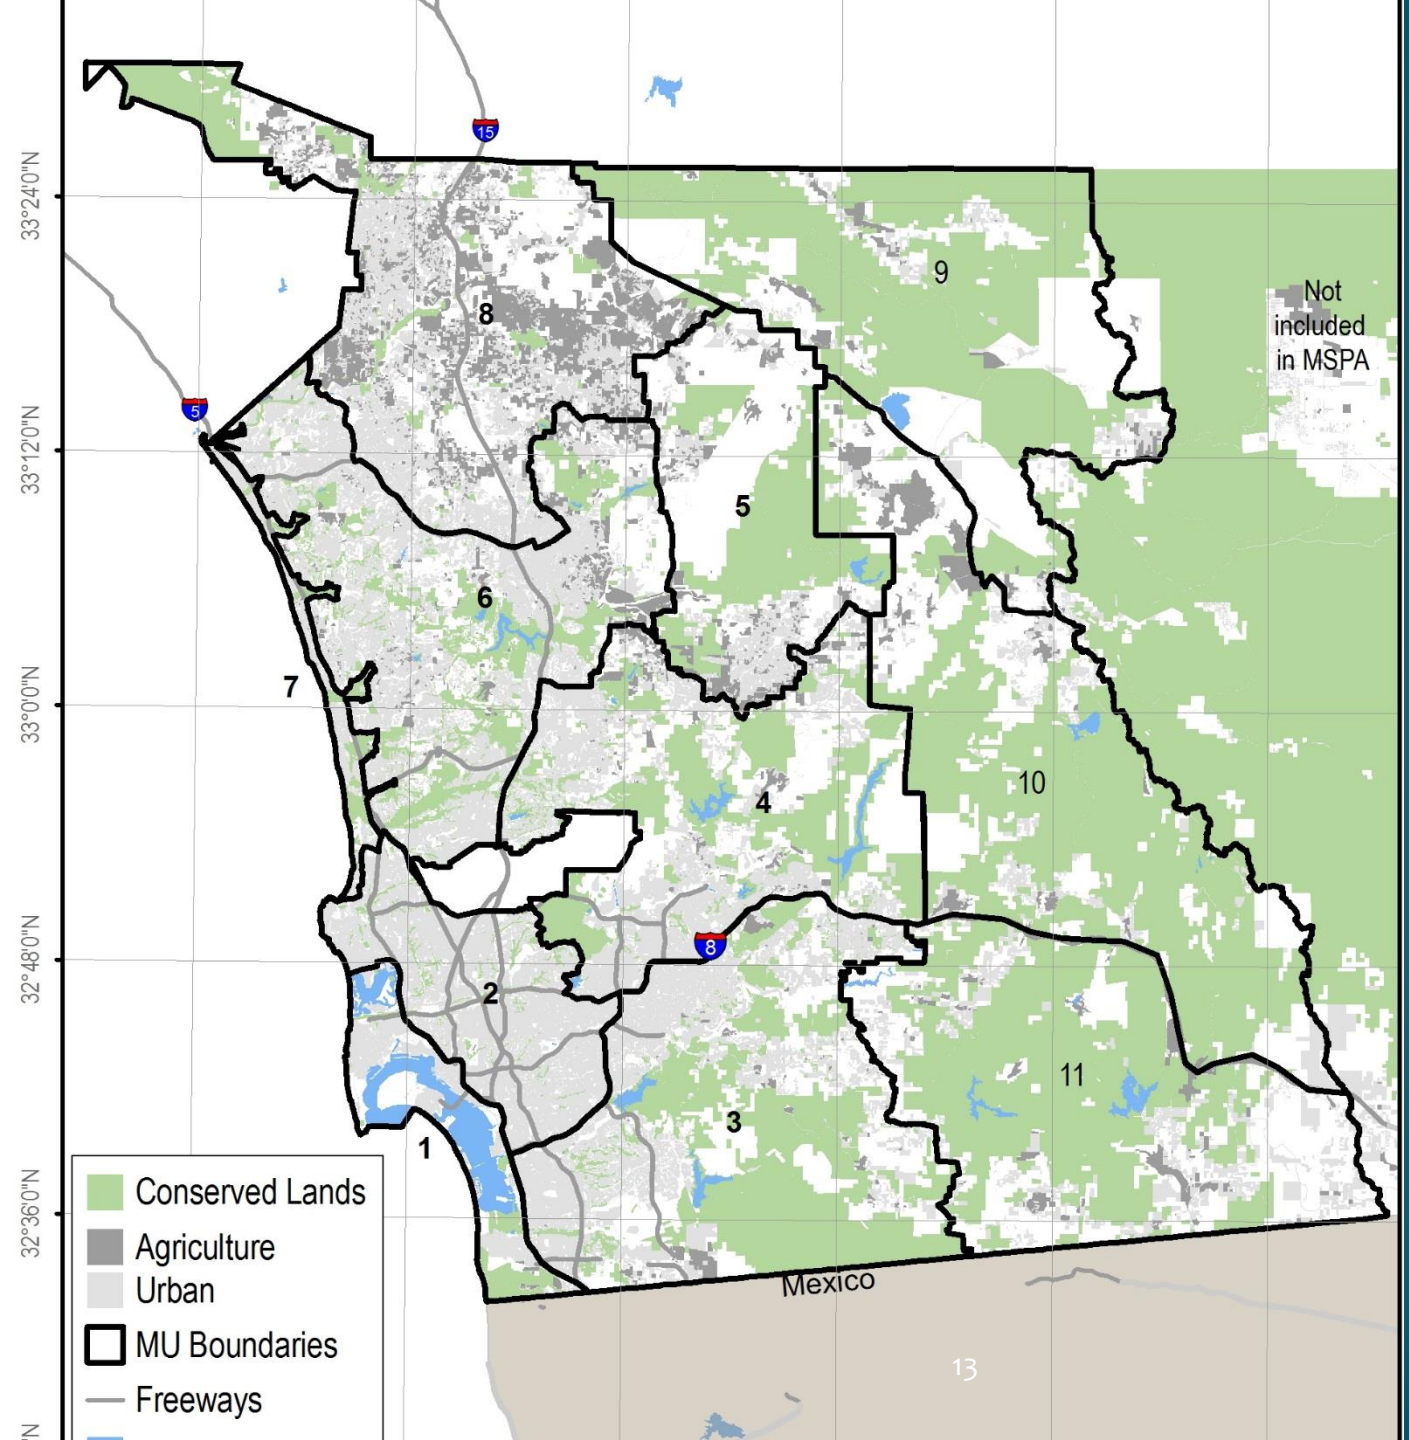 15
33°24'0"N
9
Not
included
in MSPA
8
5
33°12'0"N
5
6
7
33°0'0"N
10
4
8
32°48'0"N
2
11
3
1
Conserved Lands
32°36'0"N
Agriculture
Urban
Mexico
MU Boundaries
13
Freeways
"N